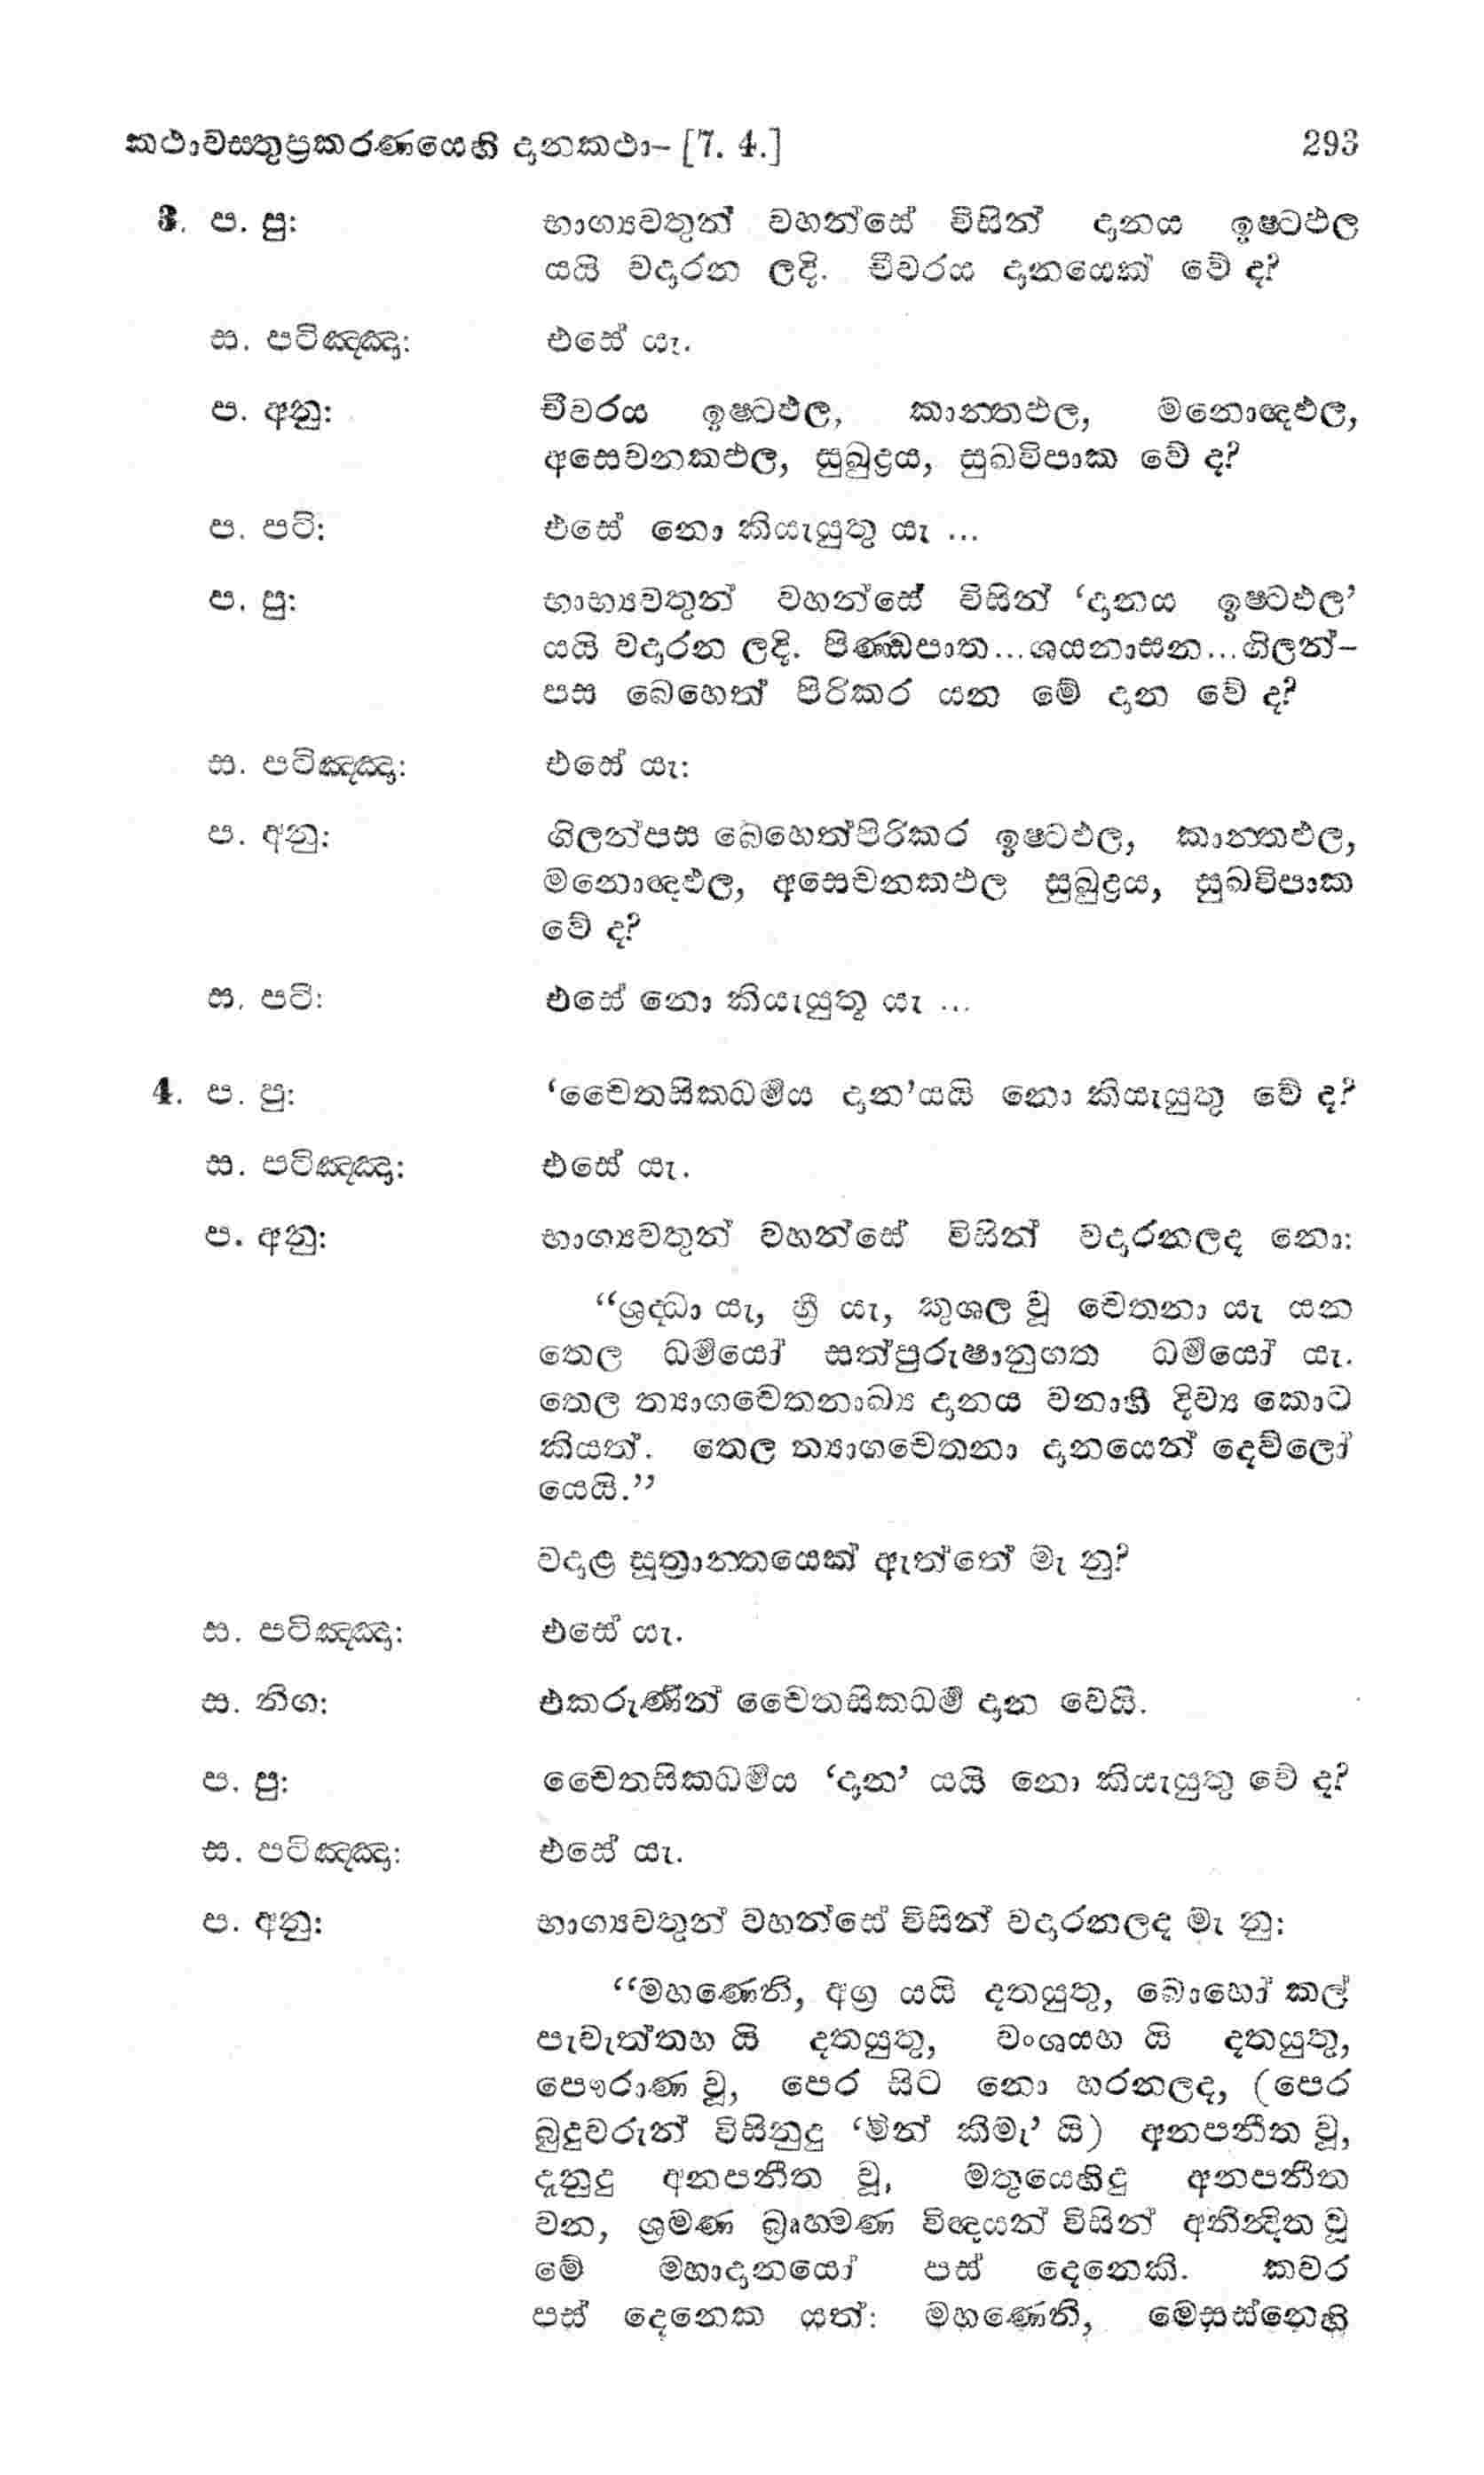 කථාවස්තුප්‍රකරණයෙහි දානකථා– [7. 4.] 293
3. ප. පු: භාග්‍යවතුන් වහන්සේ විසින් දානය ඉෂ්ටඵල
යයි වදාරන ලදි. චීවරය දානයෙක් වේ ද?
ස. පටිඤ්ඤා: එසේ යැ.
ප. අනු: චීවරය ඉෂ්ටඵල, කාන්තඵල, මනොඥඵල,
අසෙචනකඵල, සුඛුද්‍රය, සුඛවිපාක වේ ද?
ප. පටි: එසේ නො කියැයුතු යැ ...
ප. පු: භාභ්‍යවතුන් වහන්සේ විසින් ‘දානය ඉෂ්ටඵල’
යයි වදාරන ලදි. පිණ්ඩපාත...ශයනාසන...ගිලන්–
පස බෙහෙත් පිරිකර යන මේ දාන වේ ද?
ස. පටිඤ්ඤා: එසේ යැ:
ප. අනු: ගිලන්පස බෙහෙත්පිරිකර ඉෂ්ටඵල, කාන්තඵල,
මනොඥඵල, අසෙචනකඵල සුඛුද්‍රය, සුඛවිපාක
වේ ද?
ස. පටි: එසේ නො කියැයුතු යැ ...
4. ප. පු: ‘චෛතසිකධර්‍මය දාන’යයි නො කියැයුතු වේ ද?
ස. පටිඤ්ඤා: එසේ යැ.
ප. අනු: භාග්‍යවතුන් වහන්සේ විසින් වදාරනලද නො:
“ශ්‍රද්ධා යැ, හ්‍රී යැ, කුශල වූ චෙතනා යැ යන
තෙල ධර්‍මයෝ සත්පුරුෂානුගත ධර්‍මයෝ යැ.
තෙල ත්‍යාගචෙතනාඛ්‍ය දානය වනාහී දිව්‍ය කොට
කියත්. තෙල ත්‍යාගචෙතනා දානයෙන් දෙව්ලෝ
යෙයි.”
වදාළ සූත්‍රාන්තයෙක් ඇත්තේ මැ නු?
ස. පටිඤ්ඤා: එසේ යැ.
ස. නිග: එකරුණින් චෛතසිකධර්‍ම දාන වෙයි.
ප. පු: චෛතසිකධර්‍මය ‘දාන’ යයි නො කියැයුතු වේ ද?
ස. පටිඤ්ඤා: එසේ යැ.
ප. අනු: භාග්‍යවතුන් වහන්සේ විසින් වදාරනලද මැ නු:
“මහණෙනි, අග්‍ර යයි දතයුතු, බොහෝ කල්
පැවැත්තහ යි දතයුතු, වංශයහ යි දතයුතු,
පෞරාණ වූ, පෙර සිට නො හරනලද, (පෙර
බුදුවරුන් විසිනුදු ‘මින් කිමැ’ යි) අනපනීත වූ,
දැනුදු අනපනීත වූ, මතුයෙහිදු අනපනීත
වන, ශ්‍රමණ බ්‍රාහ්මණ විඥයන් විසින් අනින්දිත වූ
මේ මහාදානයෝ පස් දෙනෙකි. කවර
පස් දෙනෙක යත්: මහණෙනි, මෙසස්නෙහි